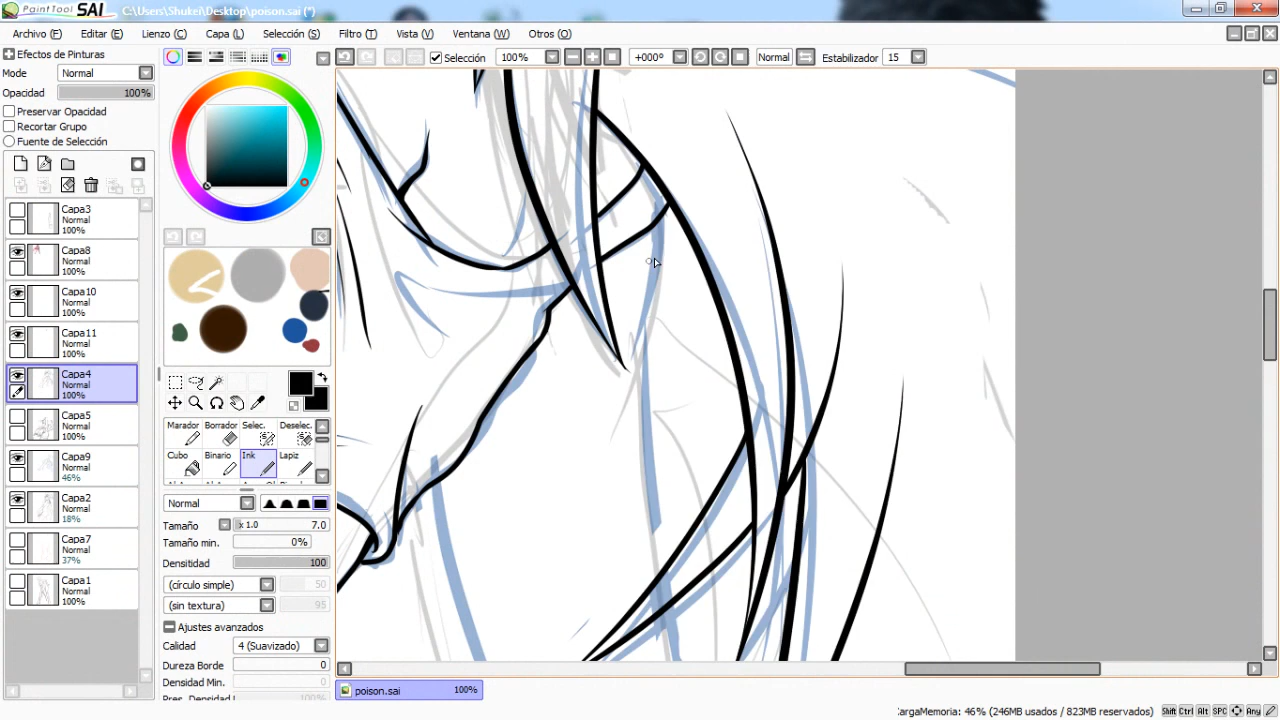 PaintTool SAI C:\Users\Shukei\Desktop\poison.sai (*)
Archivo (F) Editar (E) Lienzo (C) Capa (L) Selección (S) Filtro (T) Vista (V) Ventana (W) Otros (O)
Efectos de Pinturas
Mode Normal
Opacidad 100%
Preservar Opacidad
Recortar Grupo
Fuente de Selección
Capa3
Normal
100%
Capa8
Normal
100%
Capa10
Normal
100%
Capa11
Normal
100%
Capa4
Normal
100%
Capa5
Normal
100%
Capa9
Normal
46%
Capa2
Normal
18%
Capa7
Normal
37%
Capa1
Normal
100%
Selección 100% +000° Normal Estabilizador 15
Marador Borrador Selec. Deselec.
Cubo Binario Ink Lapiz
Normal
Tamaño x 1.0 7.0
Tamaño min. 0%
Densitidad 100
(círculo simple) 50
(sin textura) 95
Ajustes avanzados
Calidad 4 (Suavizado)
Dureza Borde 0
Densidad Min. 0
poison.sai 100%
:argaMemoria: 46% (246MB usados / 823MB reservados) Shift Ctrl Alt SPC Any